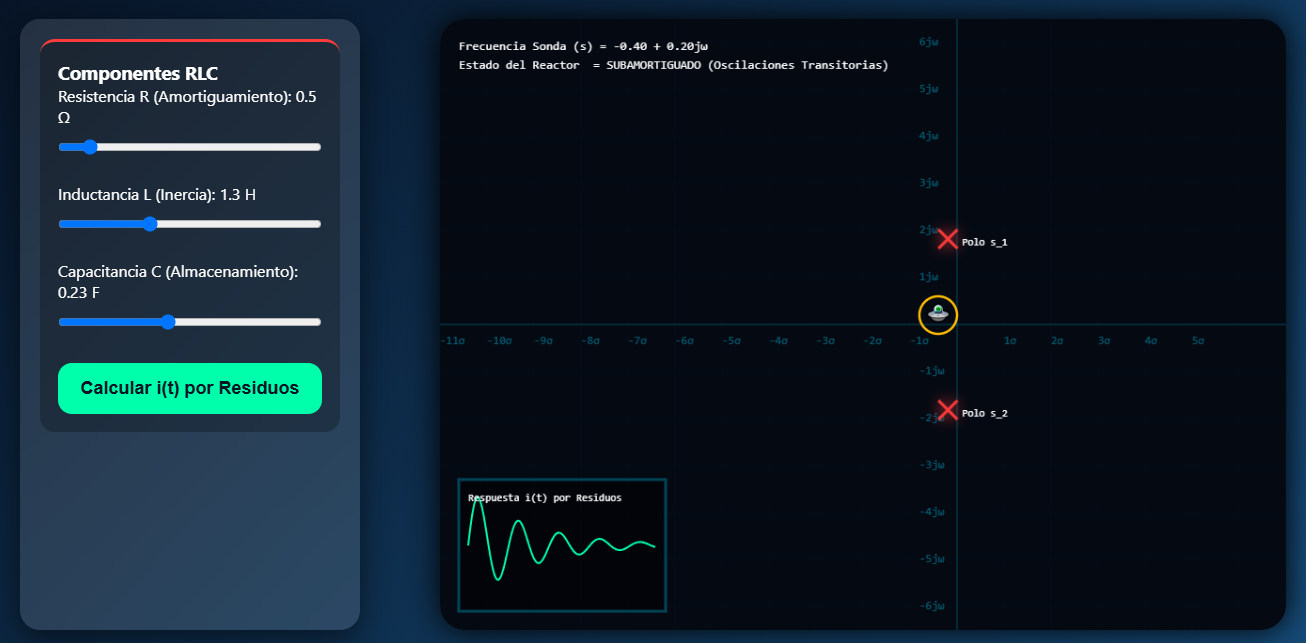 Componentes RLC
Resistencia R (Amortiguamiento): 0.5
Ω
Inductancia L (Inercia): 1.3 H
Capacitancia C (Almacenamiento):
0.23 F
Calcular i(t) por Residuos
Frecuencia Sonda (s) = -0.40 + 0.20jω
Estado del Reactor  = SUBAMORTIGUADO (Oscilaciones Transitorias)
6jω
5jω
4jω
3jω
2jω
Polo s_1
1jω
-11σ -10σ -9σ -8σ -7σ -6σ -5σ -4σ -3σ -2σ -1σ 1σ 2σ 3σ 4σ 5σ
-1jω
-2jω
Polo s_2
-3jω
-4jω
-5jω
-6jω
Respuesta i(t) por Residuos